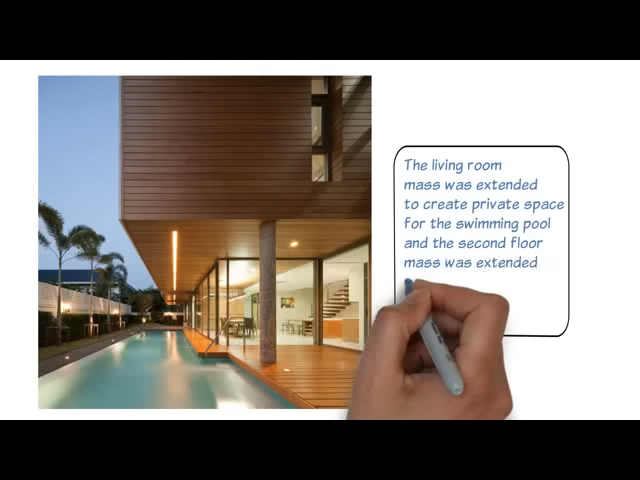 The living room
mass was extended
to create private space
for the swimming pool
and the second floor
mass was extended